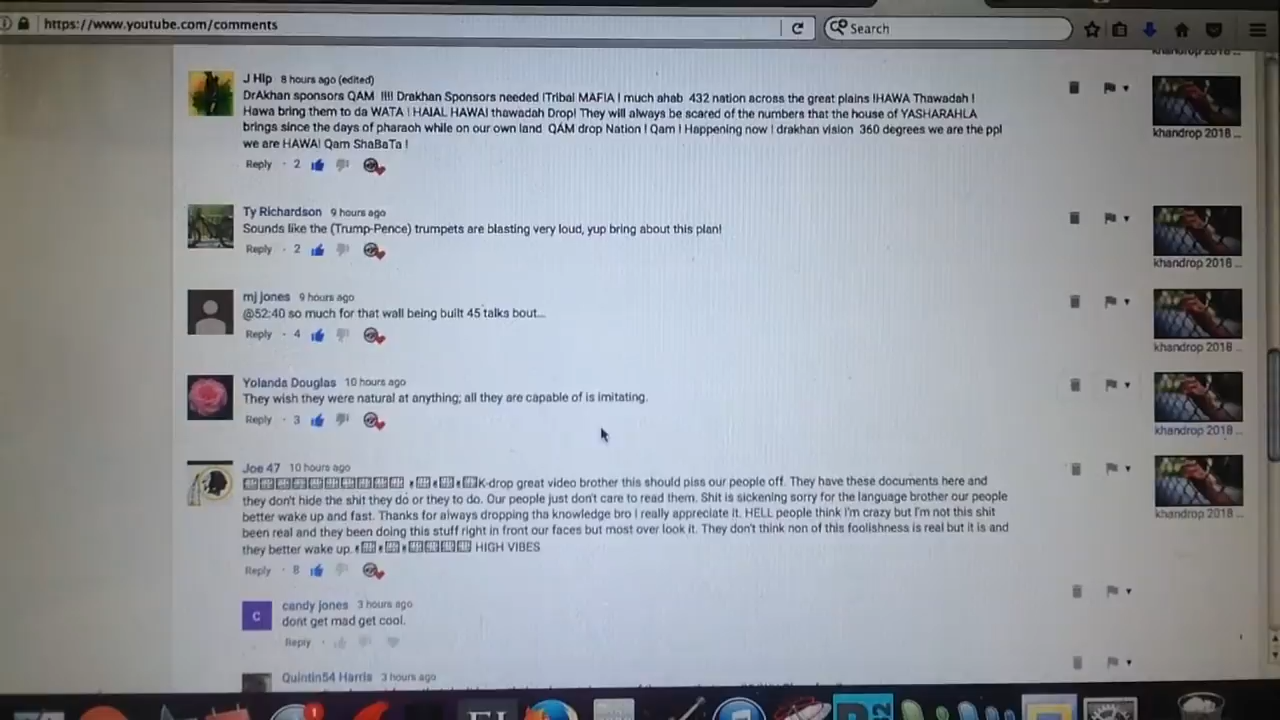 https://www.youtube.com/comments
Search
J Hip 8 hours ago (edited)
DrAkhan sponsors QAM !!!! Drakhan Sponsors needed !Tribal MAFIA ! much ahab 432 nation across the great plains !HAWA Thawadah !
Hawa bring them to da WATA ! HAIAL HAWA! thawadah Drop! They will always be scared of the numbers that the house of YASHARAHLA
brings since the days of pharaoh while on our own land QAM drop Nation ! Qam ! Happening now ! drakhan vision 360 degrees we are the ppl
we are HAWA! Qam ShaBaTa !
Reply · 2
khandrop 2018 ...
Ty Richardson 9 hours ago
Sounds like the (Trump-Pence) trumpets are blasting very loud, yup bring about this plan!
Reply · 2
khandrop 2018 ...
mj jones 9 hours ago
@52:40 so much for that wall being built 45 talks bout...
Reply · 4
khandrop 2018 ...
Yolanda Douglas 10 hours ago
They wish they were natural at anything; all they are capable of is imitating.
Reply · 3
khandrop 2018 ...
Joe 47 10 hours ago
K-drop great video brother this should piss our people off. They have these documents here and
they don't hide the shit they do or they to do. Our people just don't care to read them. Shit is sickening sorry for the language brother our people
better wake up and fast. Thanks for always dropping tha knowledge bro I really appreciate it. HELL people think I'm crazy but I'm not this shit
been real and they been doing this stuff right in front our faces but most over look it. They don't think non of this foolishness is real but it is and
they better wake up. HIGH VIBES
Reply · 8
khandrop 2018 ...
C
candy jones 3 hours ago
dont get mad get cool.
Reply ·
Quintin54 Harris 3 hours ago
1